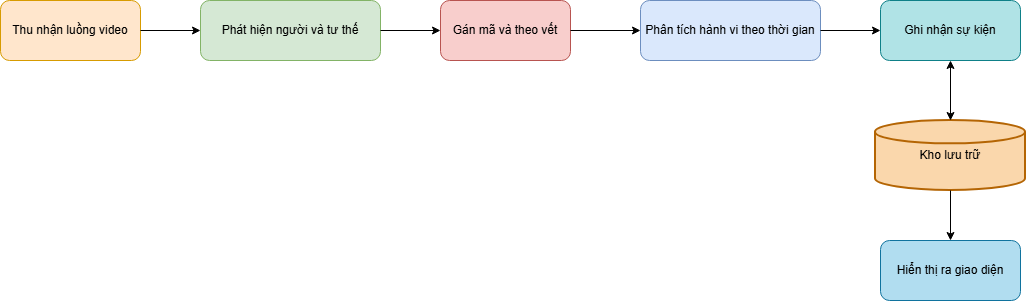 Thu nhận luồng video
Phát hiện người và tư thế
Gán mã và theo vết
Phân tích hành vi theo thời gian
Ghi nhận sự kiện
Kho lưu trữ
Hiển thị ra giao diện